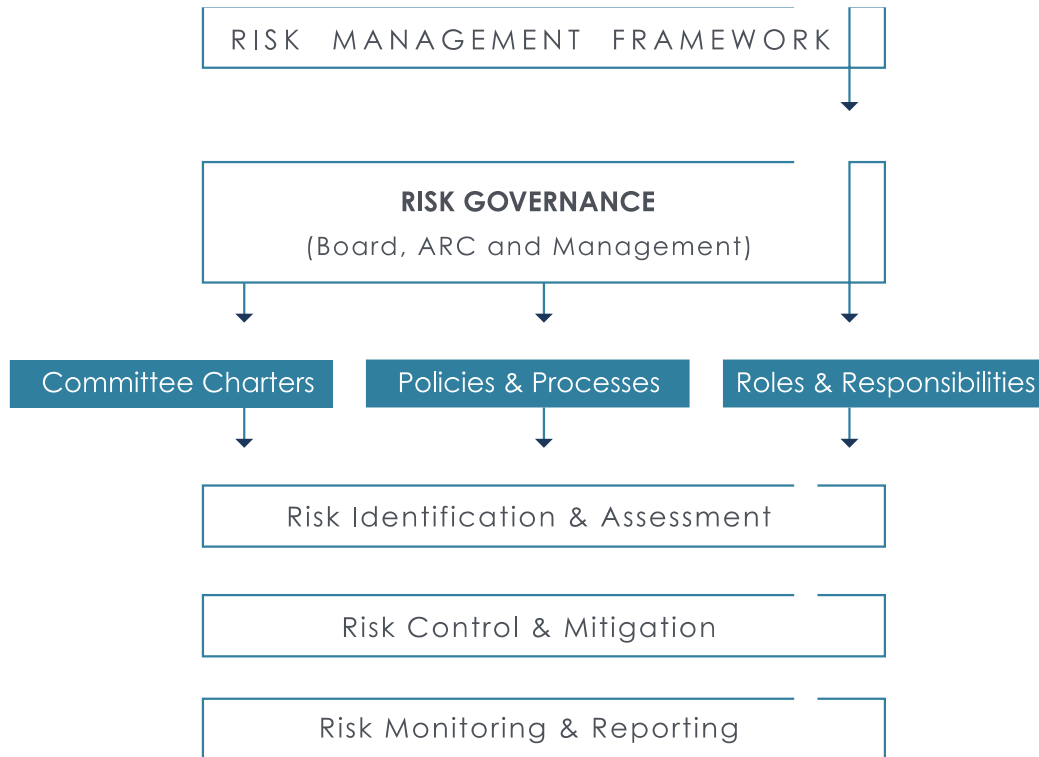 RISK MANAGEMENT FRAMEWORK
RISK GOVERNANCE
(Board, ARC and Management)
Committee Charters
Policies & Processes
Roles & Responsibilities
Risk Identification & Assessment
Risk Control & Mitigation
Risk Monitoring & Reporting